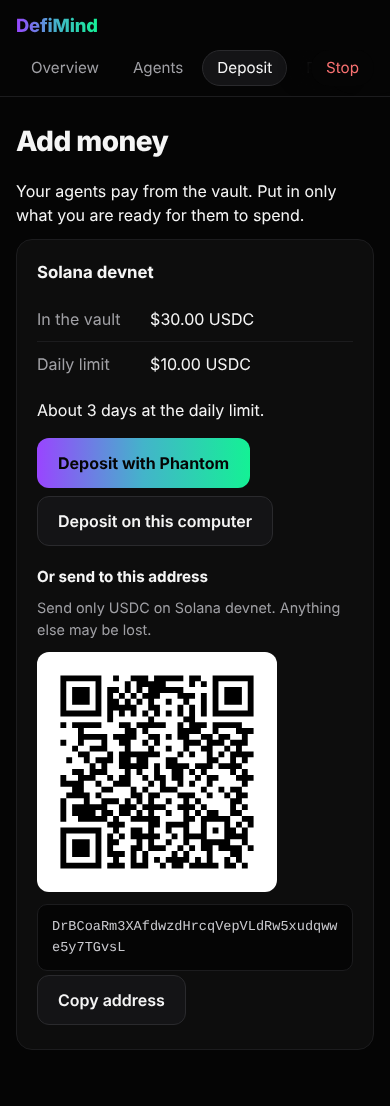 DefiMind
Overview Agents Deposit Stop
Add money
Your agents pay from the vault. Put in only
what you are ready for them to spend.
Solana devnet
In the vault $30.00 USDC
Daily limit $10.00 USDC
About 3 days at the daily limit.
Deposit with Phantom
Deposit on this computer
Or send to this address
Send only USDC on Solana devnet. Anything
else may be lost.
DrBCoaRm3XAfdwzdHrcqVepVLdRw5xudqww
e5y7TGvsL
Copy address